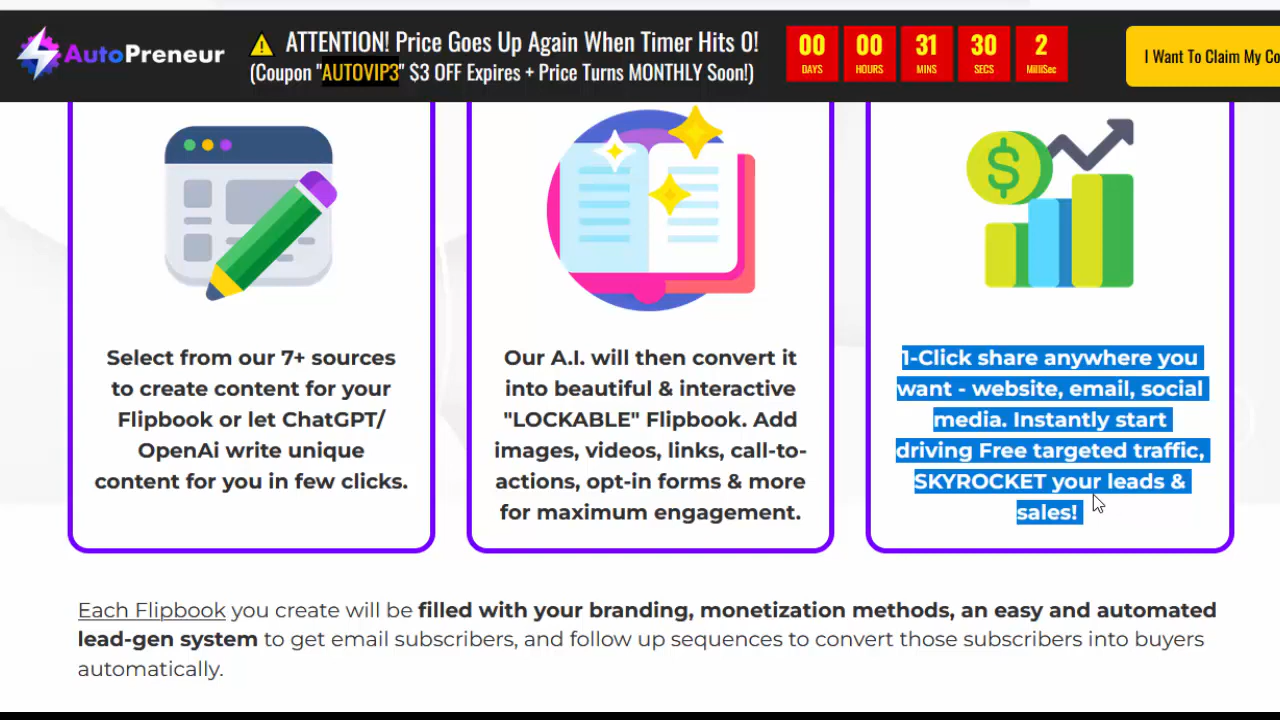 AutoPreneur
ATTENTION! Price Goes Up Again When Timer Hits 0!
(Coupon "AUTOVIP3" $3 OFF Expires + Price Turns MONTHLY Soon!)
00 00 31 30 2
DAYS HOURS MINS SECS MilliSec
I Want To Claim My Co
Select from our 7+ sources
to create content for your
Flipbook or let ChatGPT/
OpenAi write unique
content for you in few clicks.
Our A.I. will then convert it
into beautiful & interactive
"LOCKABLE" Flipbook. Add
images, videos, links, call-to-
actions, opt-in forms & more
for maximum engagement.
1-Click share anywhere you
want - website, email, social
media. Instantly start
driving Free targeted traffic,
SKYROCKET your leads &
sales!
Each Flipbook you create will be filled with your branding, monetization methods, an easy and automated
lead-gen system to get email subscribers, and follow up sequences to convert those subscribers into buyers
automatically.